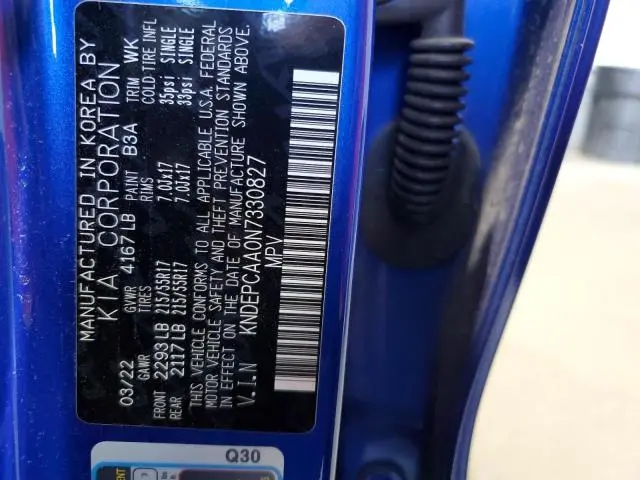 MANUFACTURED IN KOREA BY
KIA CORPORATION
03/22 GVWR 4167 LB PAINT B3A TRIM WK
GAWR TIRES RIMS COLD TIRE INFL
FRONT 2293 LB 215/55R17 7.0Jx17 35psi SINGLE
REAR 2117 LB 215/55R17 7.0Jx17 38psi SINGLE
THIS VEHICLE CONFORMS TO ALL APPLICABLE U.S.A. FEDERAL
MOTOR VEHICLE SAFETY AND THEFT PREVENTION STANDARDS
IN EFFECT ON THE DATE OF MANUFACTURE SHOWN ABOVE.
V.I.N KNDEPCAA0N7330827
MPV
Q30